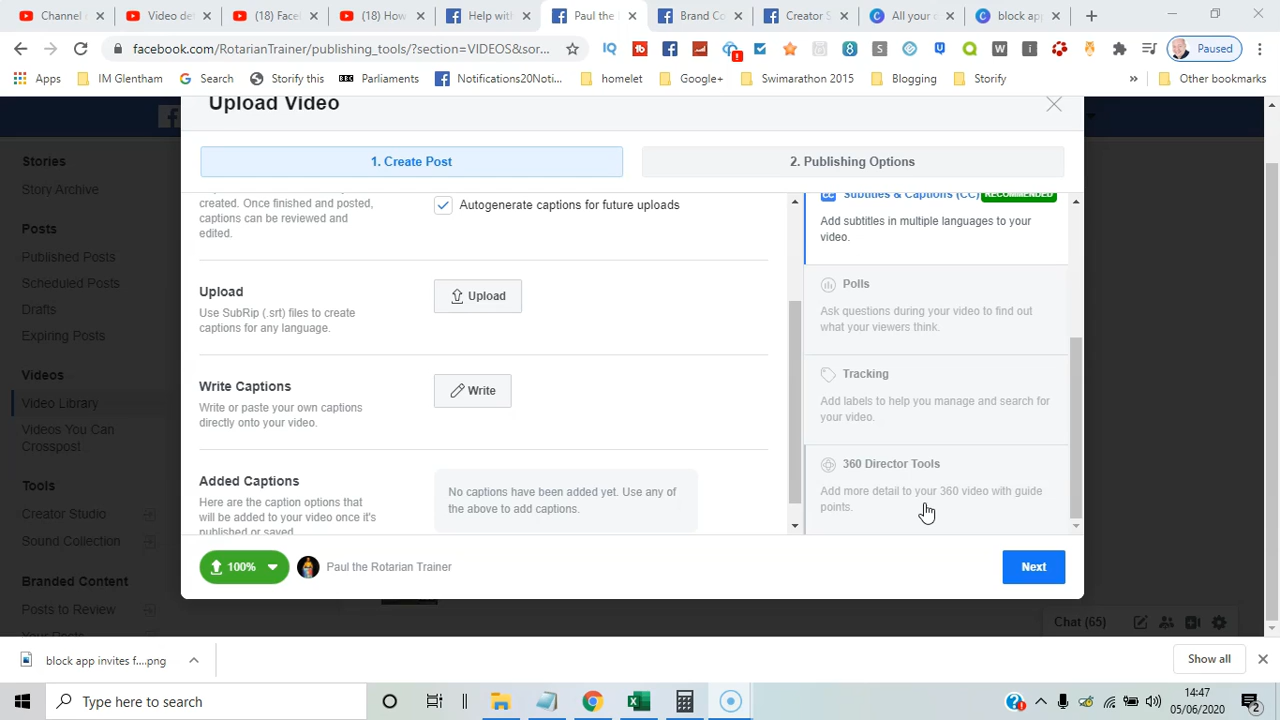 Channel r
Video det
(18) Face
(18) How
Help with
Paul the R
Brand Co
Creator S
All your d
block app
facebook.com/RotarianTrainer/publishing_tools/?section=VIDEOS&sor...
Paused
Apps
IM Glentham
Search
Storify this
BBC
Parliaments
Notifications20Noti...
homelet
Google+
Swimarathon 2015
Blogging
Storify
»
Other bookmarks
Upload Video
1. Create Post
2. Publishing Options
Stories
Story Archive
Posts
Published Posts
Scheduled Posts
Drafts
Expiring Posts
Videos
Video Library
Videos You Can
Crosspost
Tools
Creator Studio
Sound Collection
Branded Content
Posts to Review
created. Once finished and posted,
captions can be reviewed and
edited.
Autogenerate captions for future uploads
Upload
Use SubRip (.srt) files to create
captions for any language.
Upload
Write Captions
Write or paste your own captions
directly onto your video.
Write
Added Captions
Here are the caption options that
will be added to your video once it's
published or saved
No captions have been added yet. Use any of
the above to add captions.
Subtitles & Captions (CC)
RECOMMENDED
Add subtitles in multiple languages to your
video.
Polls
Ask questions during your video to find out
what your viewers think.
Tracking
Add labels to help you manage and search for
your video.
360 Director Tools
Add more detail to your 360 video with guide
points.
100%
Paul the Rotarian Trainer
Next
Chat (65)
block app invites f....png
Show all
Type here to search
14:47
05/06/2020
2